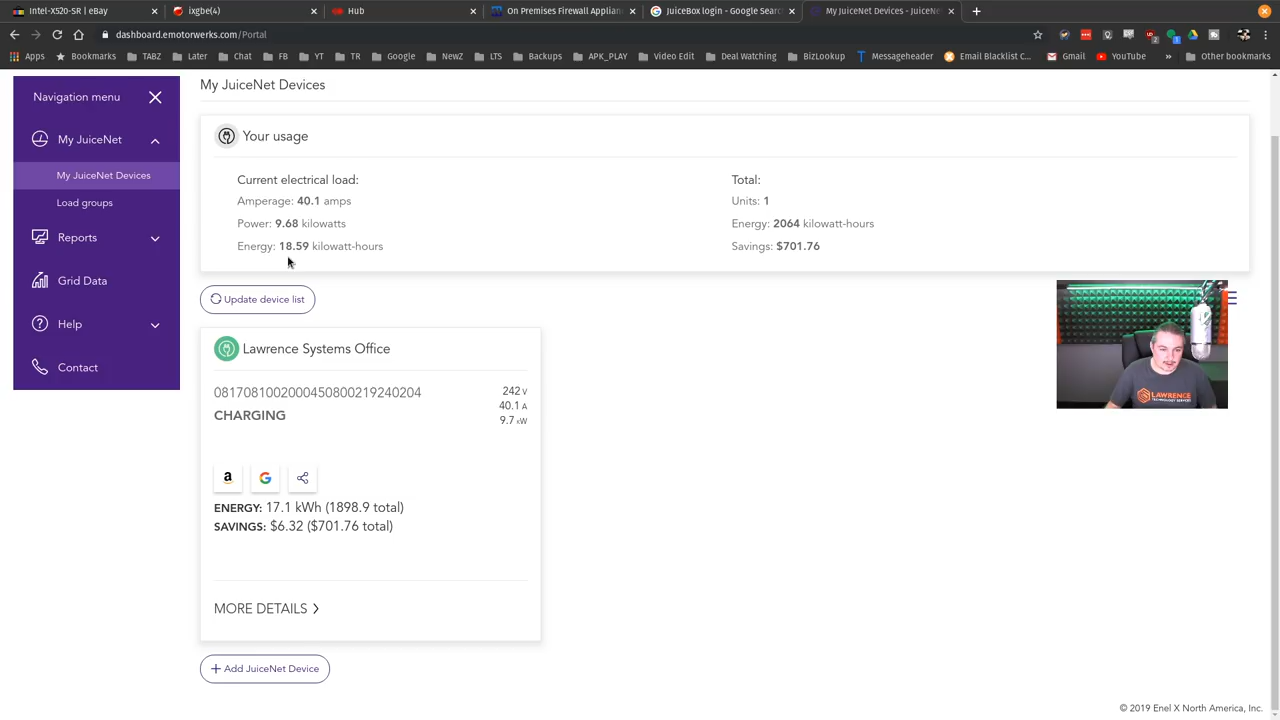 Intel-X520-SR | eBay
ixgbe(4)
Hub
On Premises Firewall Applian
JuiceBox login - Google Sear
My JuiceNet Devices - JuiceN
dashboard.emotorwerks.com/Portal
Apps
Bookmarks
TABZ
Later
Chat
FB
YT
TR
Google
NewZ
LTS
Backups
APK_PLAY
Video Edit
Deal Watching
BizLookup
Messageheader
Email Blacklist C...
Gmail
YouTube
»
Other bookmarks
Navigation menu
My JuiceNet
My JuiceNet Devices
Load groups
Reports
Grid Data
Help
Contact
My JuiceNet Devices
Your usage
Current electrical load:
Amperage: 40.1 amps
Power: 9.68 kilowatts
Energy: 18.59 kilowatt-hours
Total:
Units: 1
Energy: 2064 kilowatt-hours
Savings: $701.76
Update device list
Lawrence Systems Office
0817081002000450800219240204
CHARGING
242 V
40.1 A
9.7 kW
ENERGY: 17.1 kWh (1898.9 total)
SAVINGS: $6.32 ($701.76 total)
MORE DETAILS
Add JuiceNet Device
LAWRENCE
© 2019 Enel X North America, Inc.